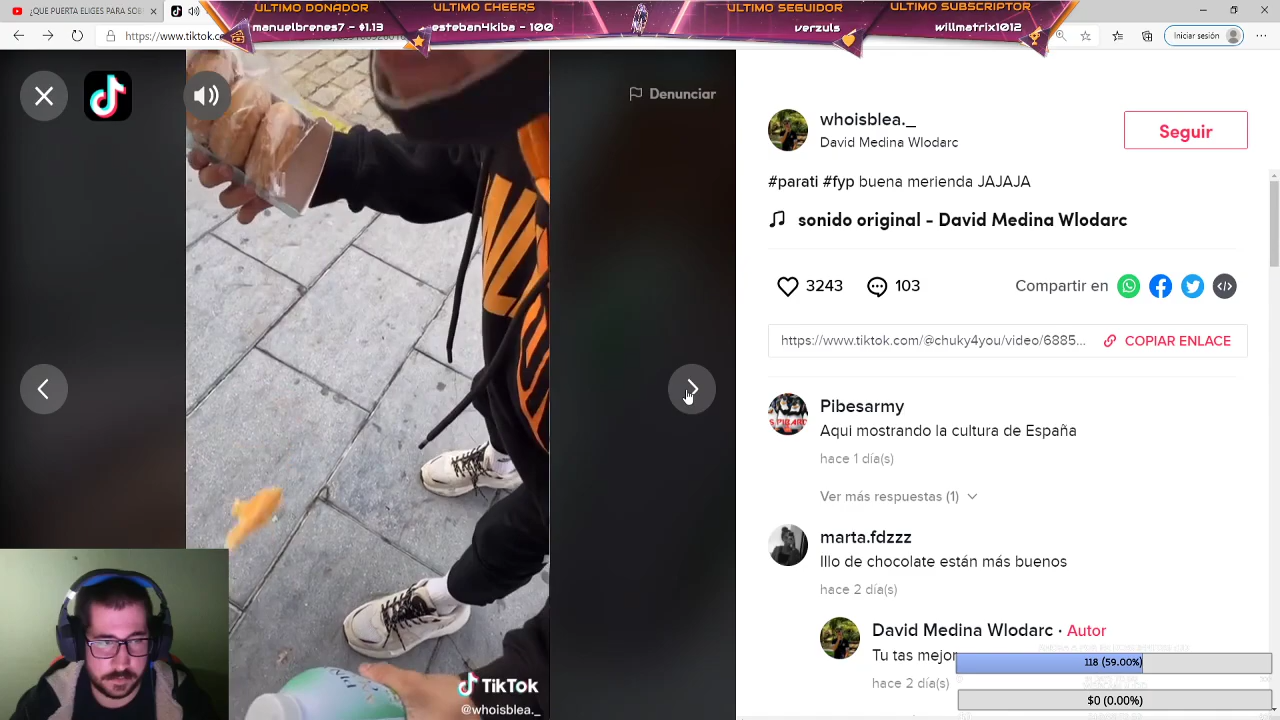 ULTIMO DONADOR
manuelbrenes7 - $1.13
ULTIMO CHEERS
esteban4kiba - 100
ULTIMO SEGUIDOR
verzuls
ULTIMO SUBSCRIPTOR
willmatrix1012
¿QUE ELIGES PARA SOB
https://www.tiktok.c
Iniciar sesión
Denunciar
whoisblea._
David Medina Wlodarc
Seguir
#parati #fyp buena merienda JAJAJA
sonido original - David Medina Wlodarc
3243
103
Compartir en
https://www.tiktok.com/@chuky4you/video/6885...
COPIAR ENLACE
Pibesarmy
Aqui mostrando la cultura de España
hace 1 día(s)
Ver más respuestas (1)
marta.fdzzz
Illo de chocolate están más buenos
hace 2 día(s)
David Medina Wlodarc · Autor
Tu tas mejor
hace 2 día(s)
118 (59.00%)
$0 (0.00%)
TikTok
@whoisblea._